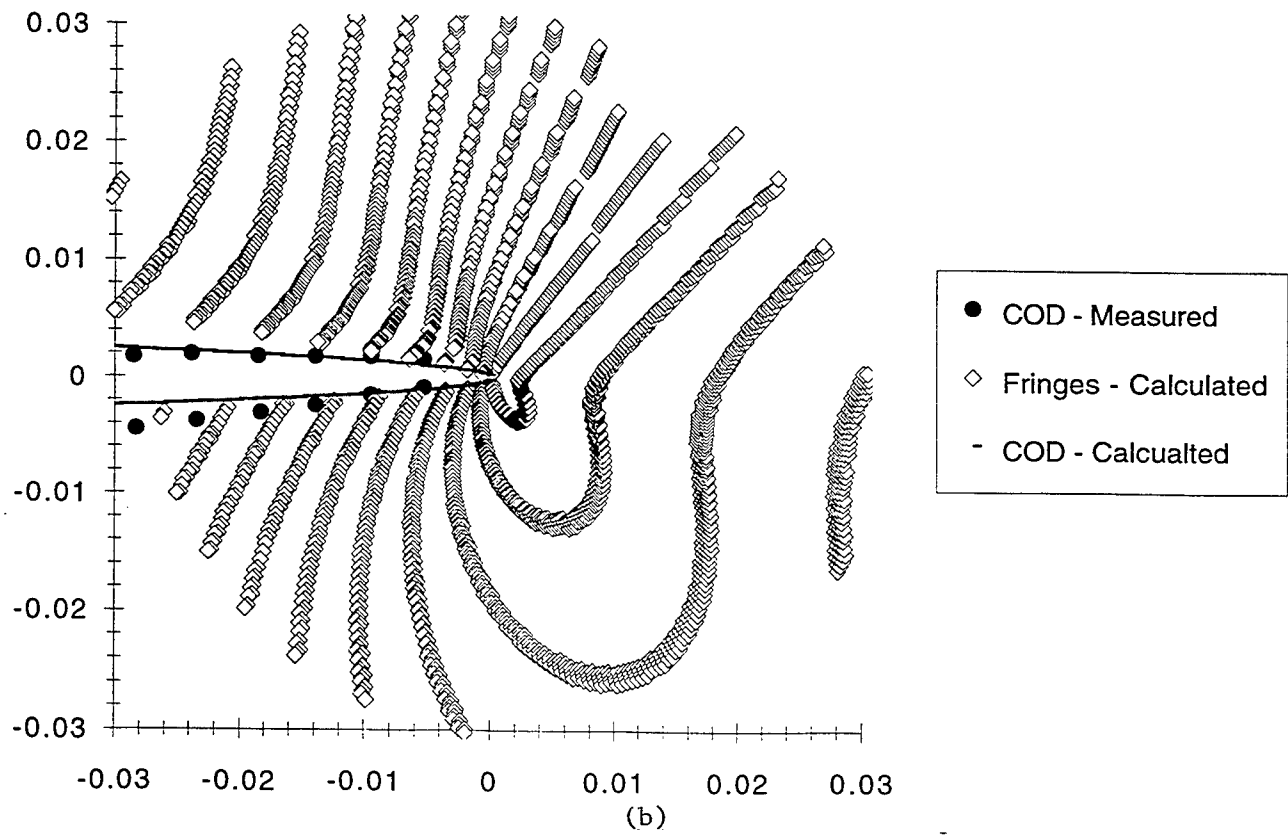 0.03
0.02
0.01
0
-0.01
-0.02
-0.03
-0.03 -0.02 -0.01 0 0.01 0.02 0.03
(b)
COD - Measured
Fringes - Calculated
COD - Calcualted